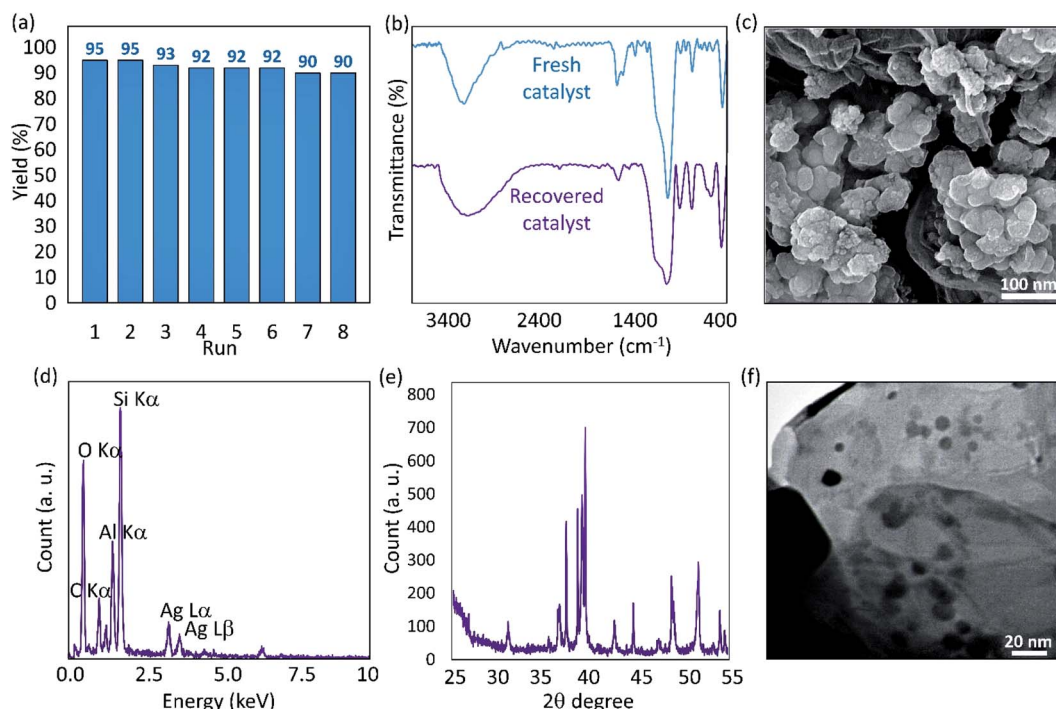 (a)
100
90
80
70
60
50
40
30
20
10
0
Yield (%)
95 95 93 92 92 92 90 90
1 2 3 4 5 6 7 8
Run
(b)
Transmittance (%)
Fresh
catalyst
Recovered
catalyst
3400 2400 1400 400
Wavenumber (cm⁻¹)
(c)
100 nm
(d)
Count (a. u.)
Si Kα
O Kα
Al Kα
C Kα
Ag Lα
Ag Lβ
0.0 2.5 5.0 7.5 10
Energy (keV)
(e)
800
700
600
500
400
300
200
100
0
Count (a. u.)
25 30 35 40 45 50 55
2θ degree
(f)
20 nm